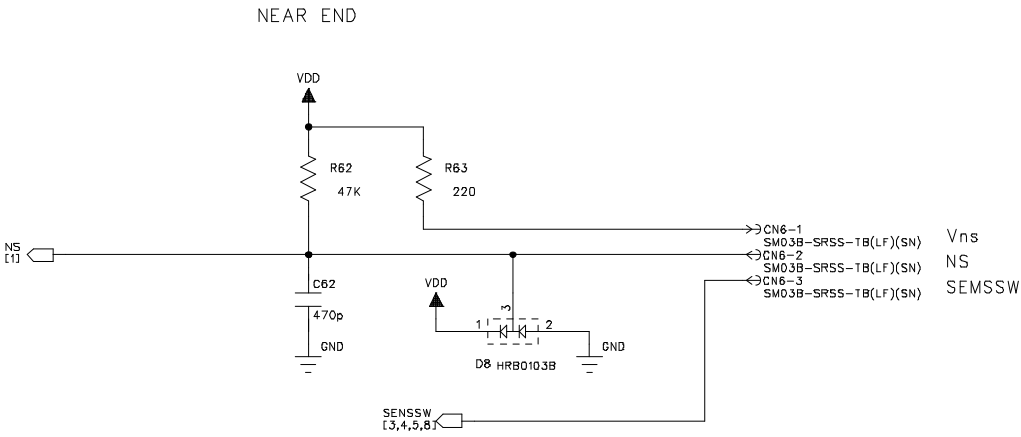 NEAR END
VDD
R62
47K
R63
220
CN6-1
SM03B-SRSS-TB(LF)(SN)
Vns
NS
[1]
CN6-2
SM03B-SRSS-TB(LF)(SN)
NS
CN6-3
SM03B-SRSS-TB(LF)(SN)
SEMSSW
C62
470p
GND
VDD
3
1
2
GND
D8 HRB0103B
SENSSW
[3,4,5,8]